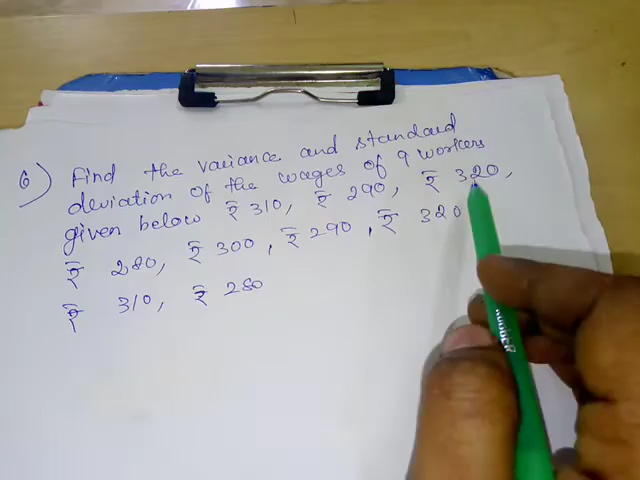 6) Find the variance and standard
deviation of the wages of 9 workers
given below ₹ 310, ₹ 290, ₹ 320,
₹ 280, ₹ 300, ₹ 290, ₹ 320
₹ 310, ₹ 280